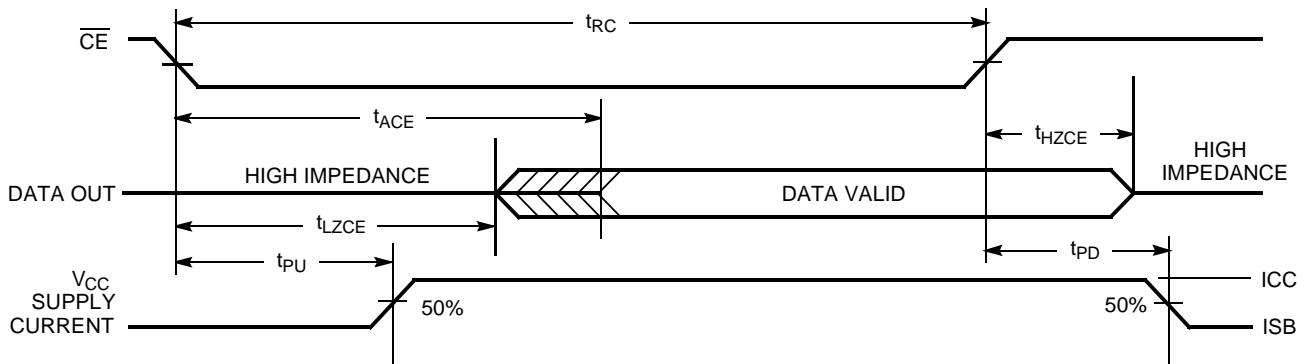 tRC
CE
tACE
tHZCE
HIGH IMPEDANCE
DATA VALID
HIGH
IMPEDANCE
DATA OUT
tLZCE
tPU
tPD
VCC
SUPPLY
CURRENT
50%
50%
ICC
ISB